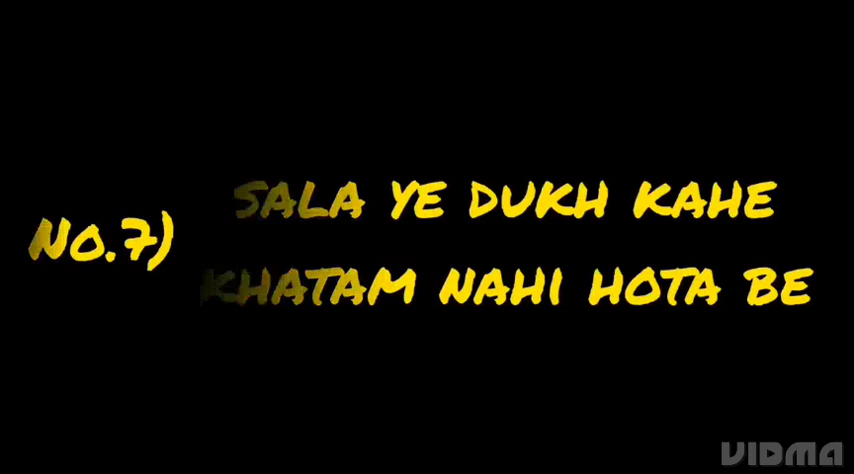 No.7)
SALA YE DUKH KAHE
KHATAM NAHI HOTA BE
VIDMA